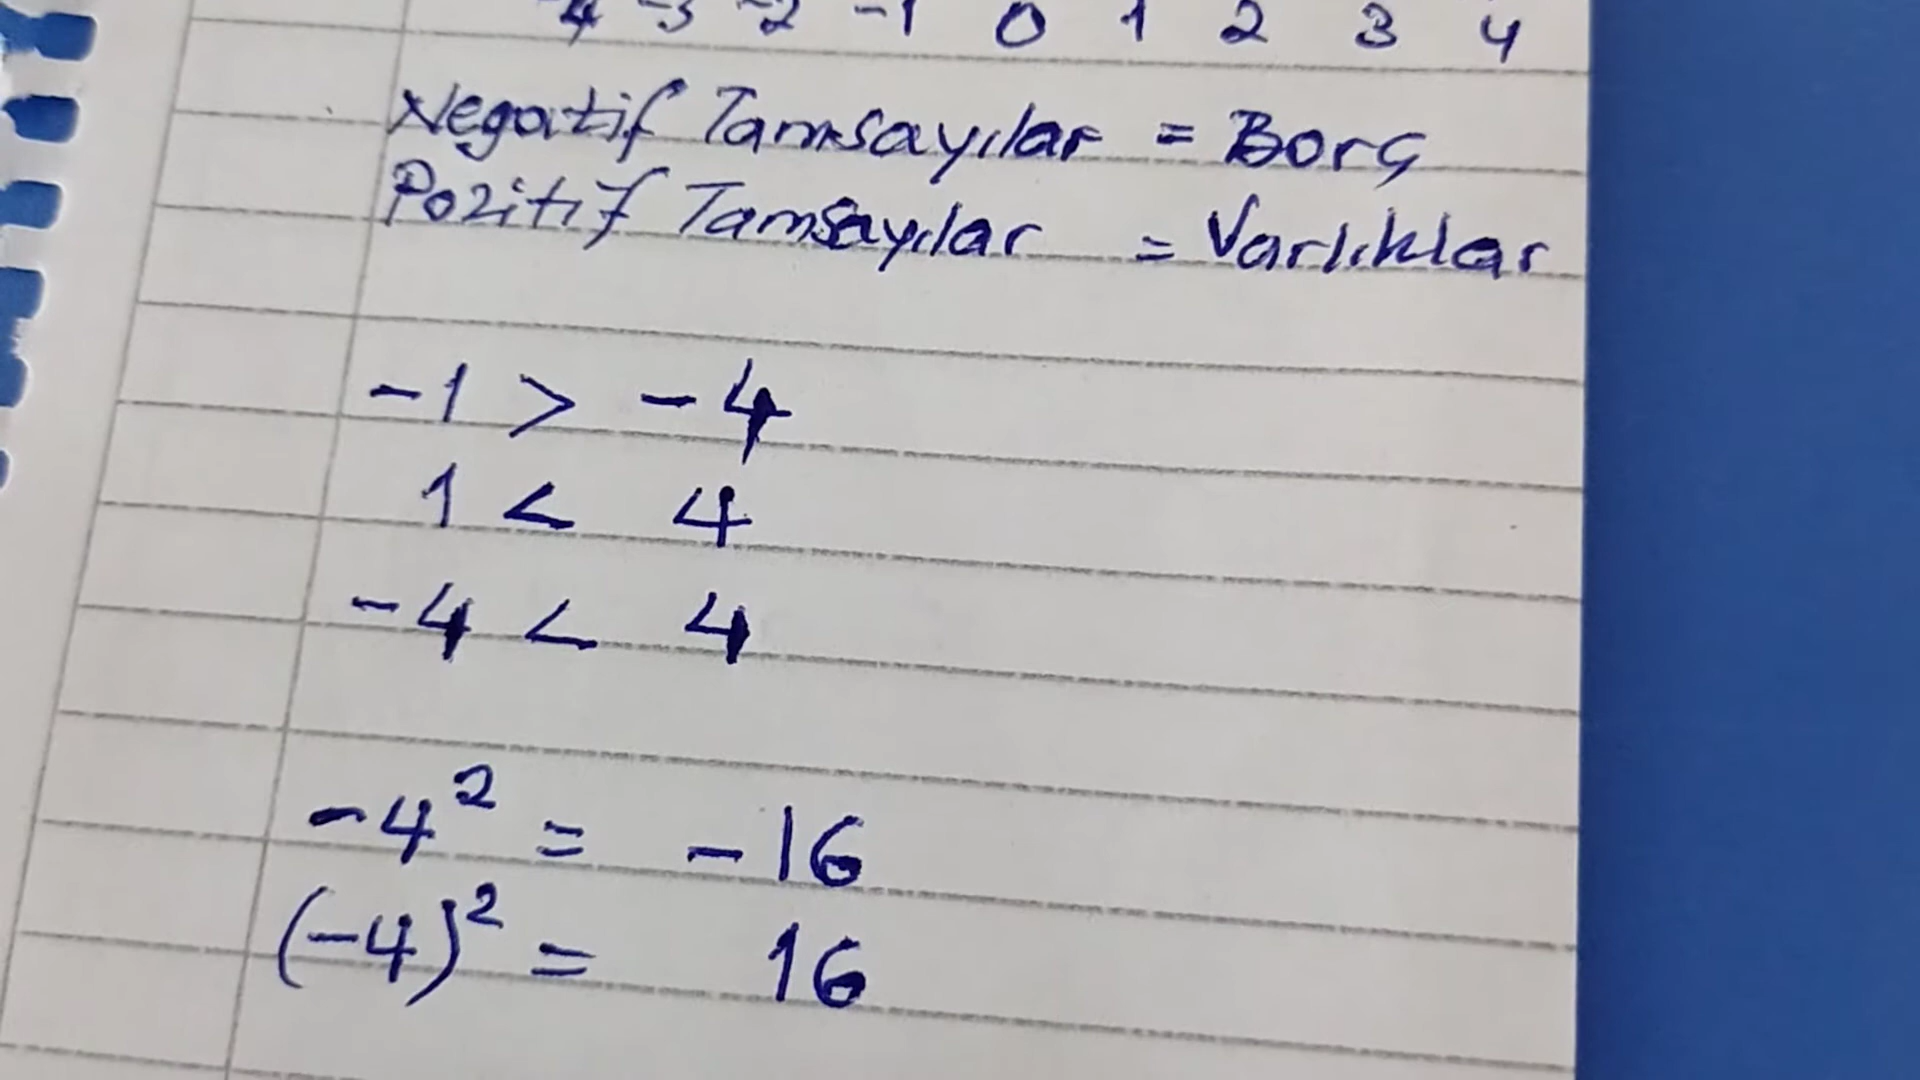 -4 -3 -2 -1 0 1 2 3 4
Negatif Tamsayılar = Borç
Pozitif Tamsayılar = Varlıklar
-1 > -4
1 < 4
-4 < 4
-4² = -16
(-4)² = 16